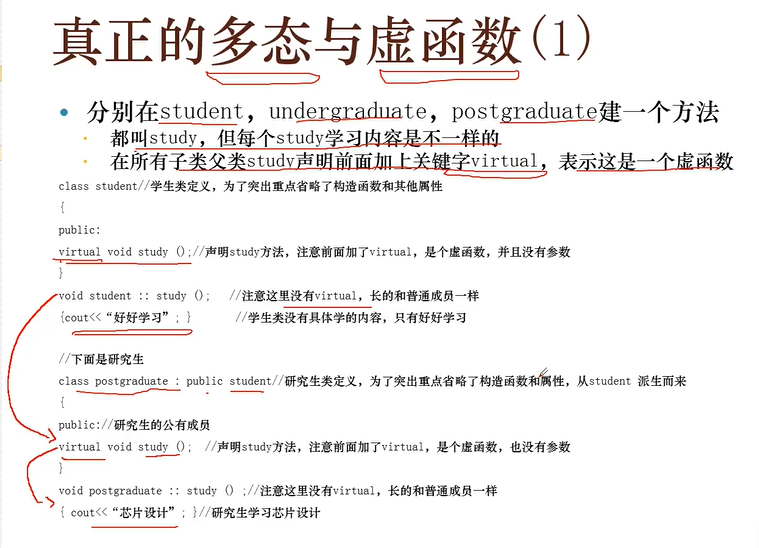 真正的多态与虚函数(1)
分别在student，undergraduate，postgraduate建一个方法
都叫study，但每个study学习内容是不一样的
在所有子类父类study声明前面加上关键字virtual，表示这是一个虚函数
class student//学生类定义，为了突出重点省略了构造函数和其他属性
{
public:
virtual void study ();//声明study方法，注意前面加了virtual，是个虚函数，并且没有参数
}
void student :: study (); //注意这里没有virtual，长的和普通成员一样
{cout<<“好好学习”; } //学生类没有具体学的内容，只有好好学习
//下面是研究生
class postgraduate : public student//研究生类定义，为了突出重点省略了构造函数和属性，从student 派生而来
{
public://研究生的公有成员
virtual void study (); //声明study方法，注意前面加了virtual，是个虚函数，也没有参数
}
void postgraduate :: study () ;//注意这里没有virtual，长的和普通成员一样
{ cout<<“芯片设计”; }//研究生学习芯片设计